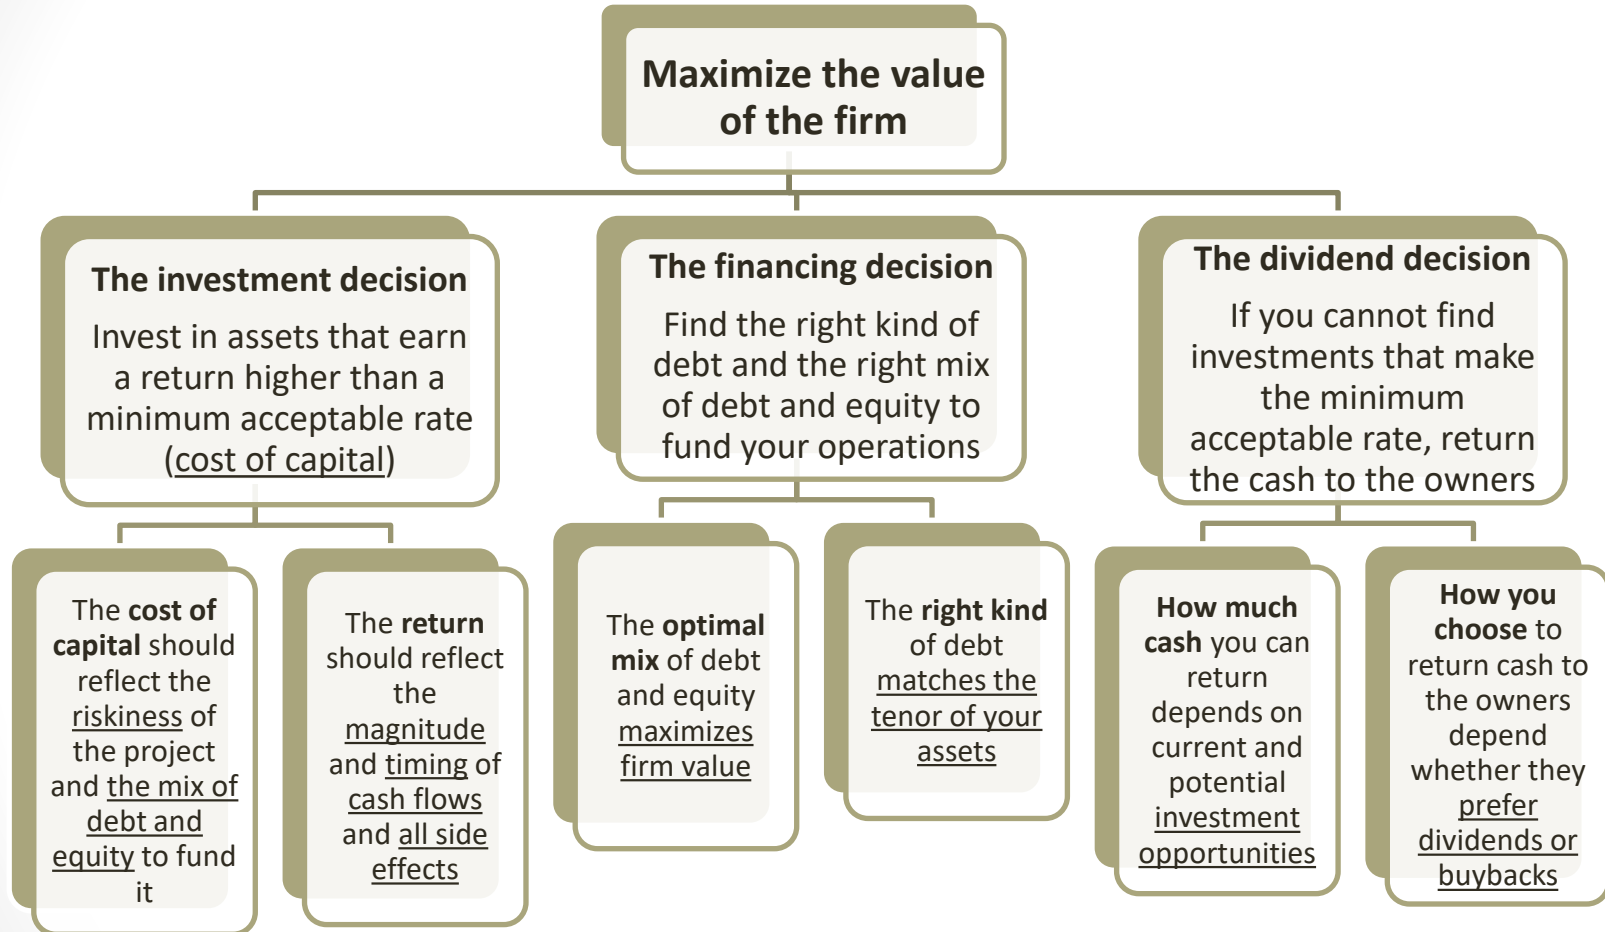 Maximize the value
of the firm
The investment decision
Invest in assets that earn
a return higher than a
minimum acceptable rate
(cost of capital)
The financing decision
Find the right kind of
debt and the right mix
of debt and equity to
fund your operations
The dividend decision
If you cannot find
investments that make
the minimum
acceptable rate, return
the cash to the owners
The cost of
capital should
reflect the
riskiness of
the project
and the mix of
debt and
equity to fund
it
The return
should reflect
the
magnitude
and timing of
cash flows
and all side
effects
The optimal
mix of debt
and equity
maximizes
firm value
The right kind
of debt
matches the
tenor of your
assets
How much
cash you can
return
depends on
current and
potential
investment
opportunities
How you
choose to
return cash to
the owners
depend
whether they
prefer
dividends or
buybacks